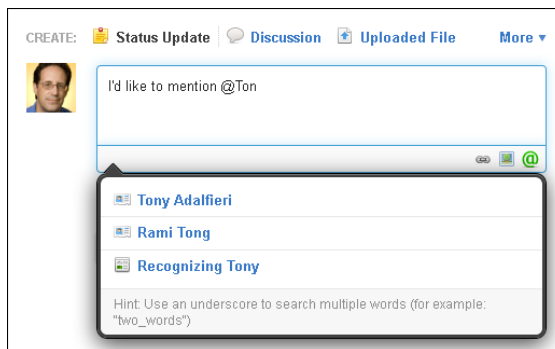 CREATE: Status Update Discussion Uploaded File More ▾
I'd like to mention @Ton
@
Tony Adalfieri
Rami Tong
Recognizing Tony
Hint: Use an underscore to search multiple words (for example:
"two_words")